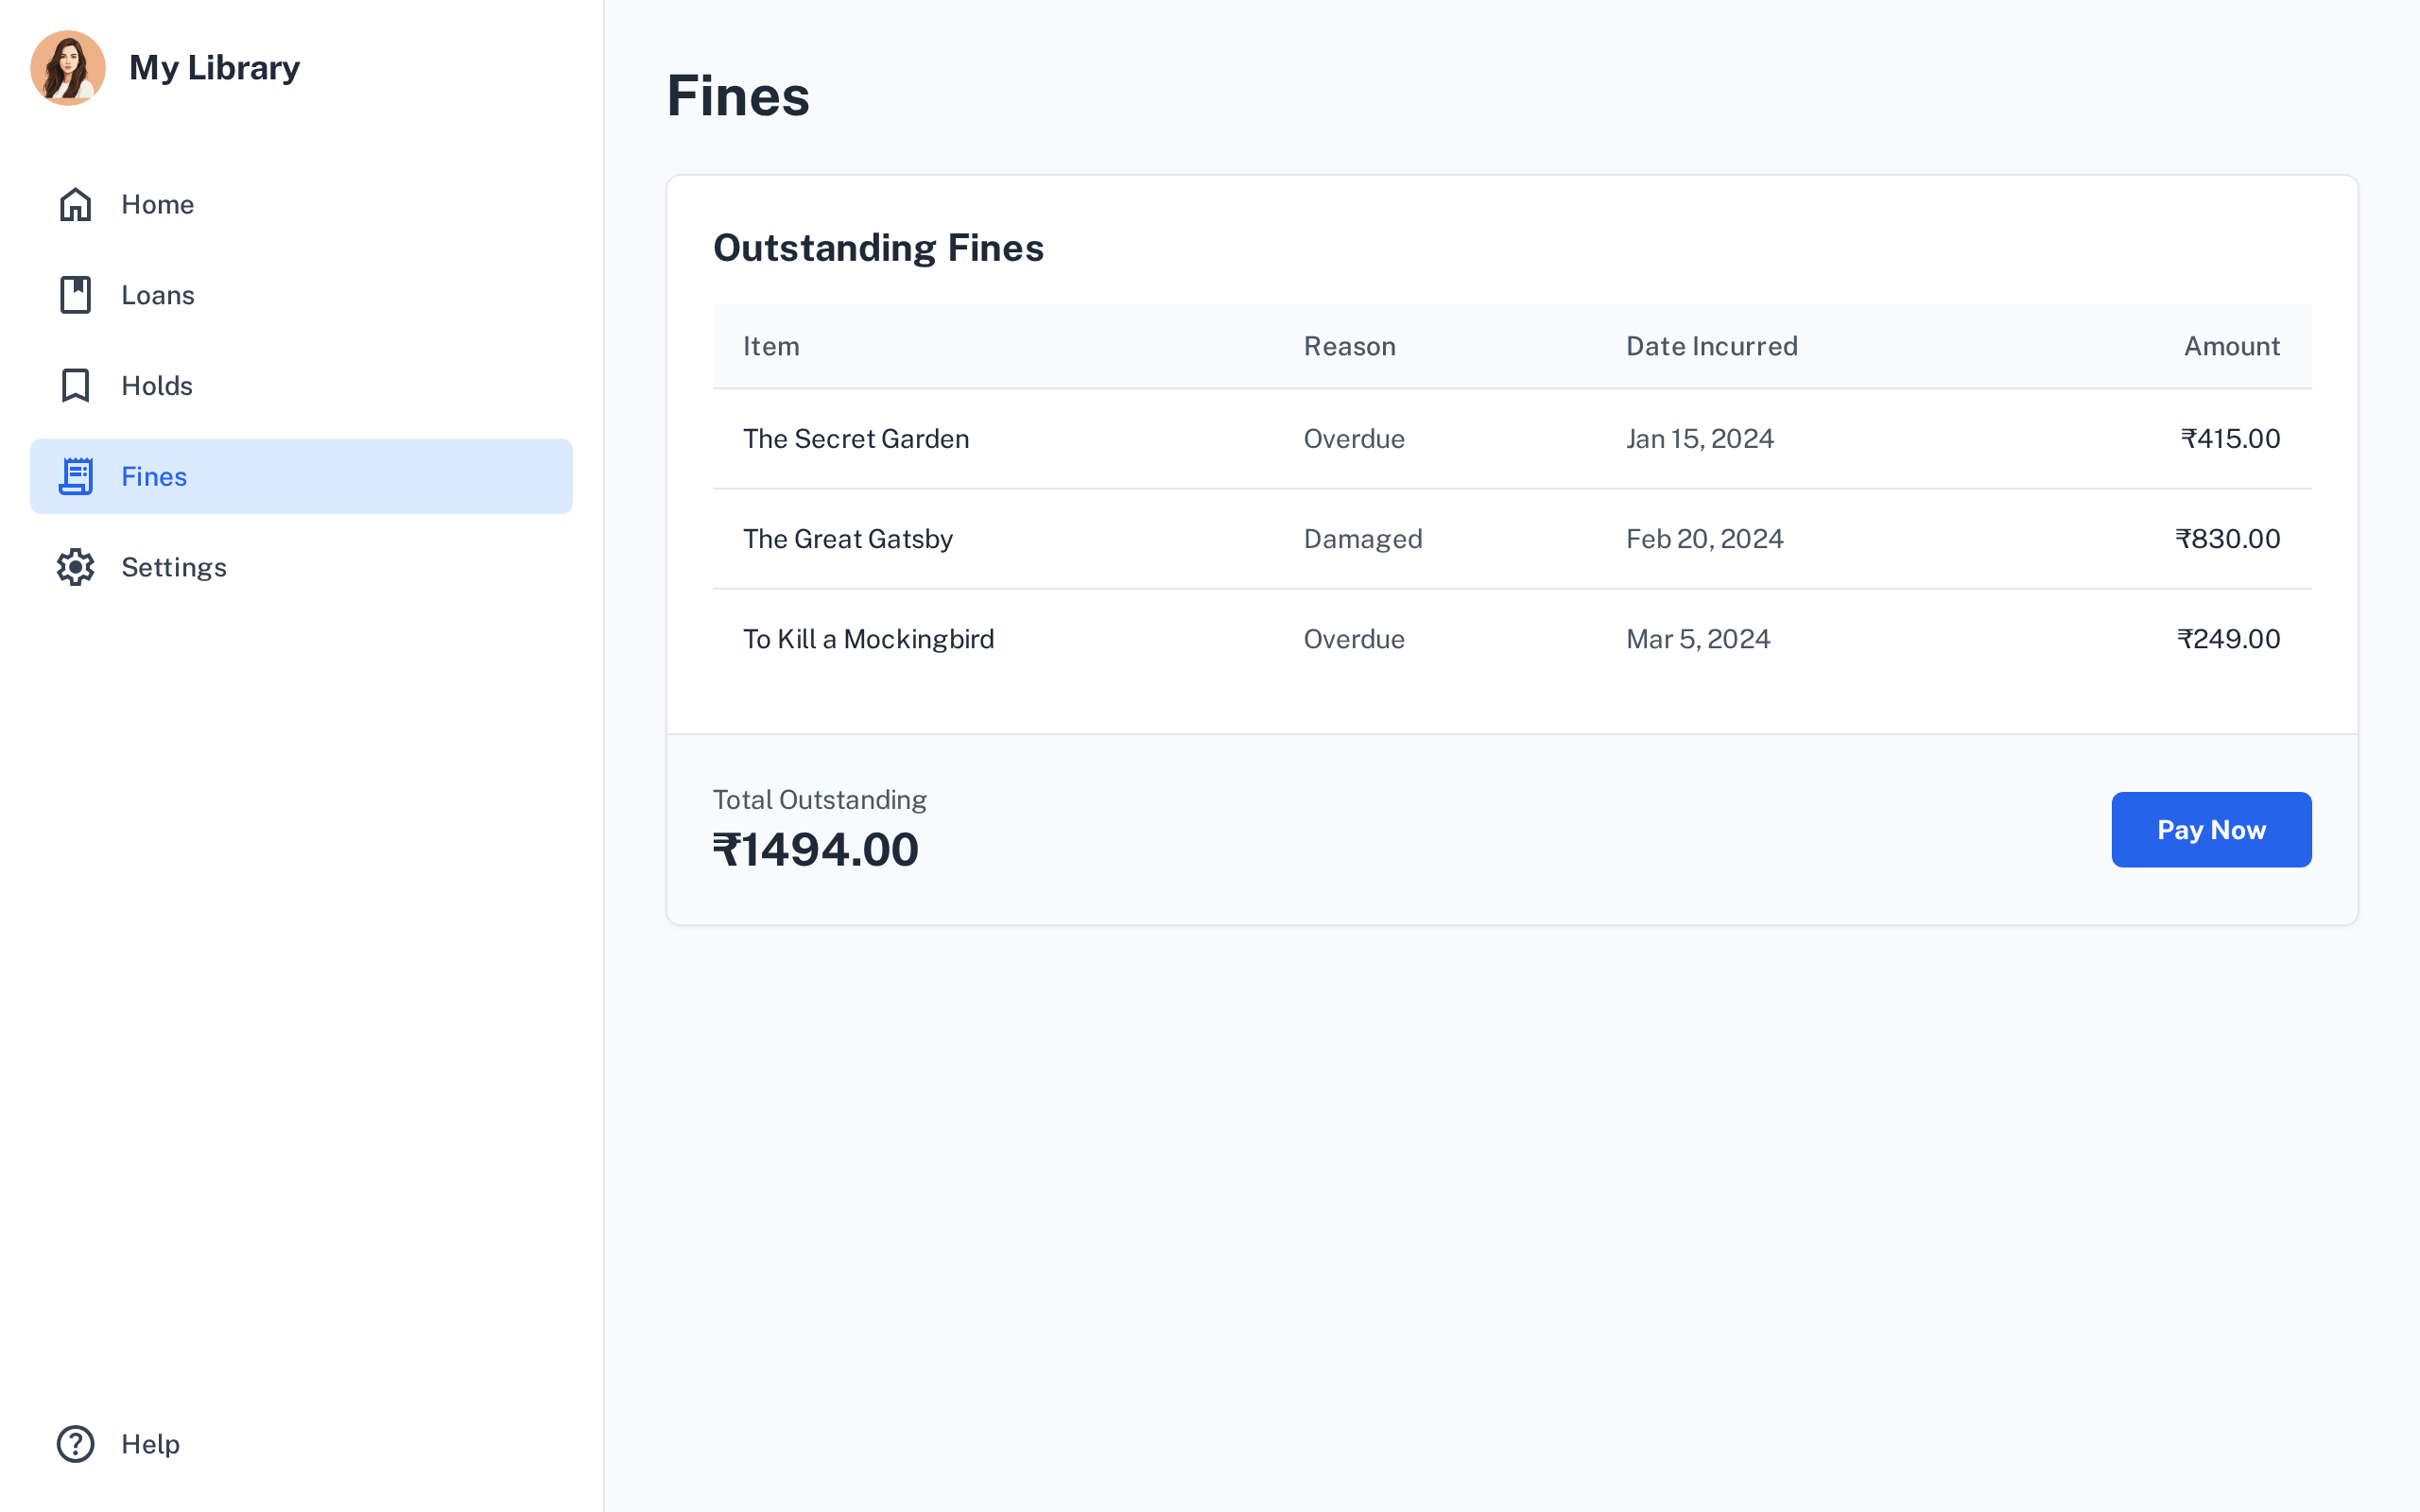 My Library
Home
Loans
Holds
Fines
Settings
Help
Fines
Outstanding Fines
Item Reason Date Incurred Amount
The Secret Garden Overdue Jan 15, 2024 ₹415.00
The Great Gatsby Damaged Feb 20, 2024 ₹830.00
To Kill a Mockingbird Overdue Mar 5, 2024 ₹249.00
Total Outstanding
₹1494.00
Pay Now